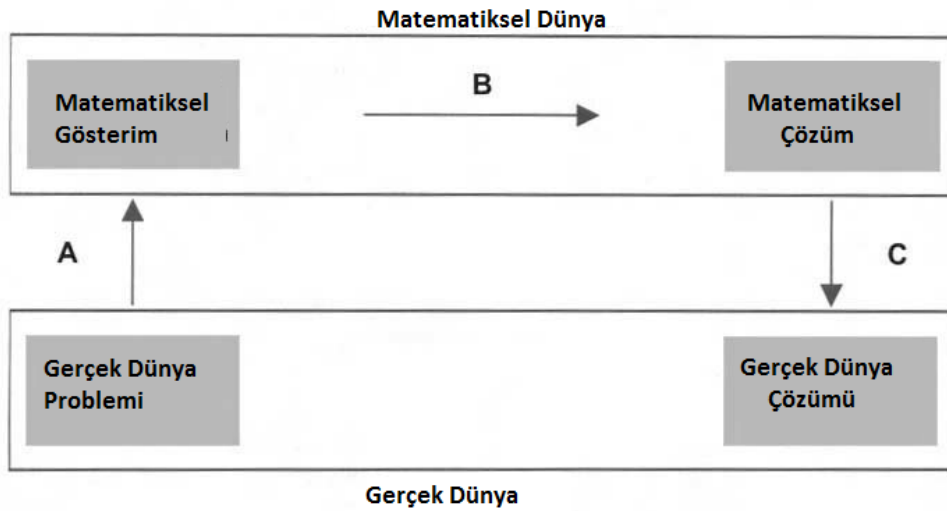 Matematiksel Dünya
Matematiksel
Gösterim
B
Matematiksel
Çözüm
A
C
Gerçek Dünya
Problemi
Gerçek Dünya
Çözümü
Gerçek Dünya